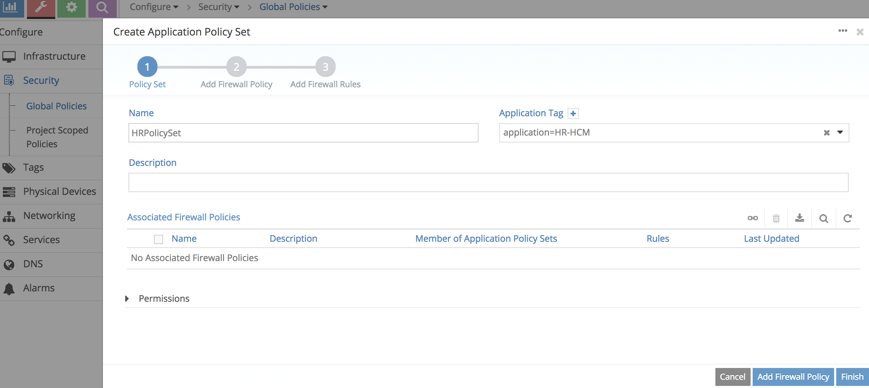 Configure Security Global Policies
Configure
Create Application Policy Set
Infrastructure
Security
Global Policies
Project Scoped
Policies
Tags
Physical Devices
Networking
Services
DNS
Alarms
1 2 3
Policy Set Add Firewall Policy Add Firewall Rules
Name Application Tag +
HRPolicySet application=HR-HCM
Description
Associated Firewall Policies
Name Description Member of Application Policy Sets Rules Last Updated
No Associated Firewall Policies
Permissions
Cancel Add Firewall Policy Finish